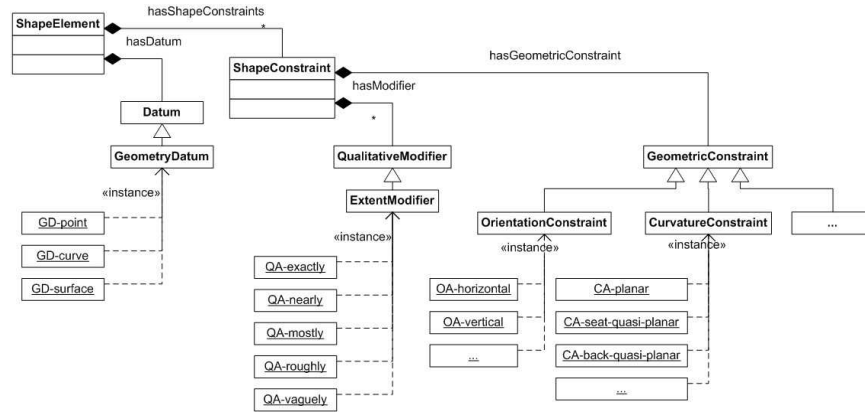 ShapeElement
hasShapeConstraints
*
hasDatum
ShapeConstraint
hasGeometricConstraint
hasModifier
*
Datum
GeometryDatum
QualitativeModifier
GeometricConstraint
«instance»
ExtentModifier
GD-point
GD-curve
GD-surface
«instance»
OrientationConstraint
CurvatureConstraint
...
«instance»
«instance»
QA-exactly
QA-nearly
QA-mostly
QA-roughly
QA-vaguely
OA-horizontal
OA-vertical
...
CA-planar
CA-seat-quasi-planar
CA-back-quasi-planar
...